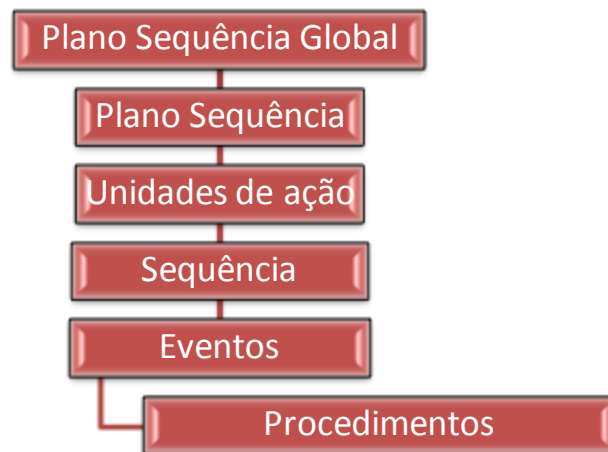 Plano Sequência Global
Plano Sequência
Unidades de ação
Sequência
Eventos
Procedimentos